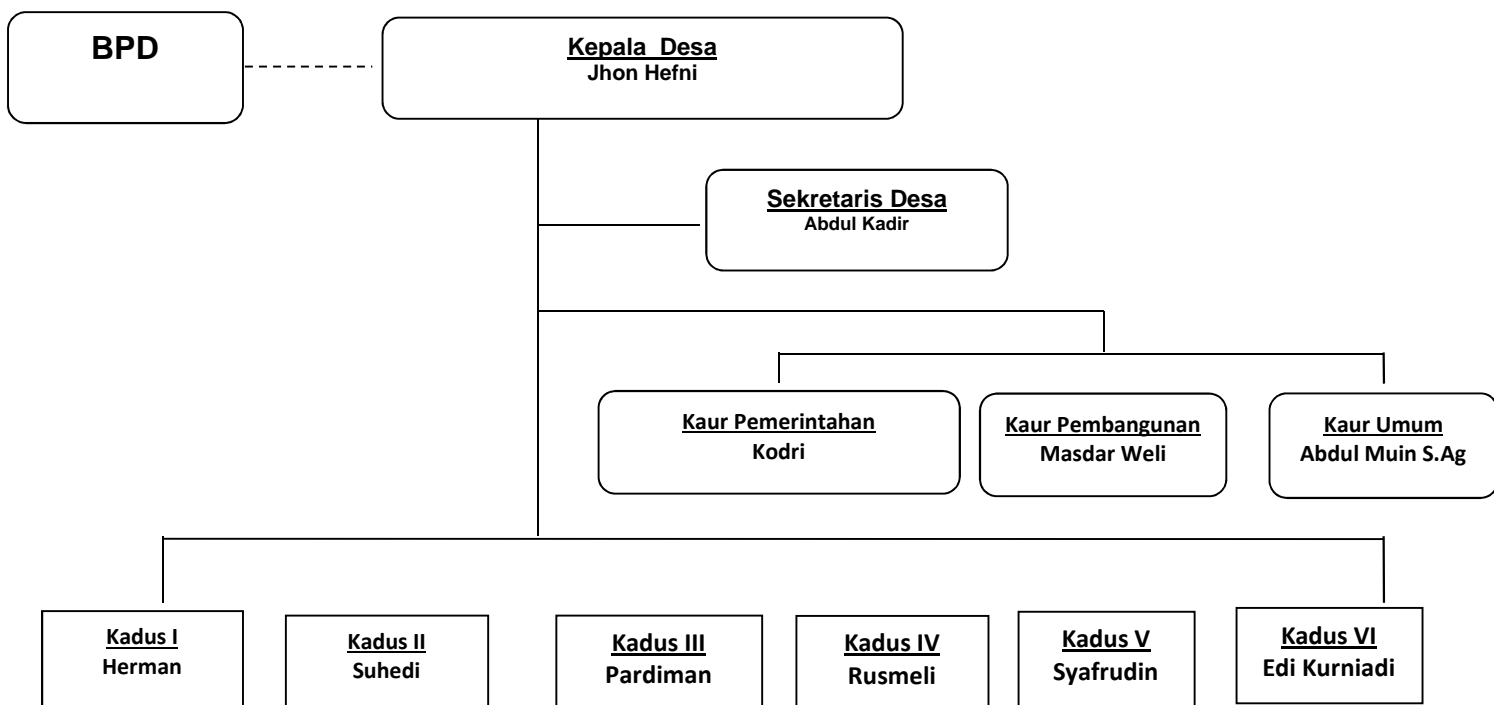 BPD
Kepala Desa
Jhon Hefni
Sekretaris Desa
Abdul Kadir
Kaur Pemerintahan
Kodri
Kaur Pembangunan
Masdar Weli
Kaur Umum
Abdul Muin S.Ag
Kadus I
Herman
Kadus II
Suhedi
Kadus III
Pardiman
Kadus IV
Rusmeli
Kadus V
Syafrudin
Kadus VI
Edi Kurniadi